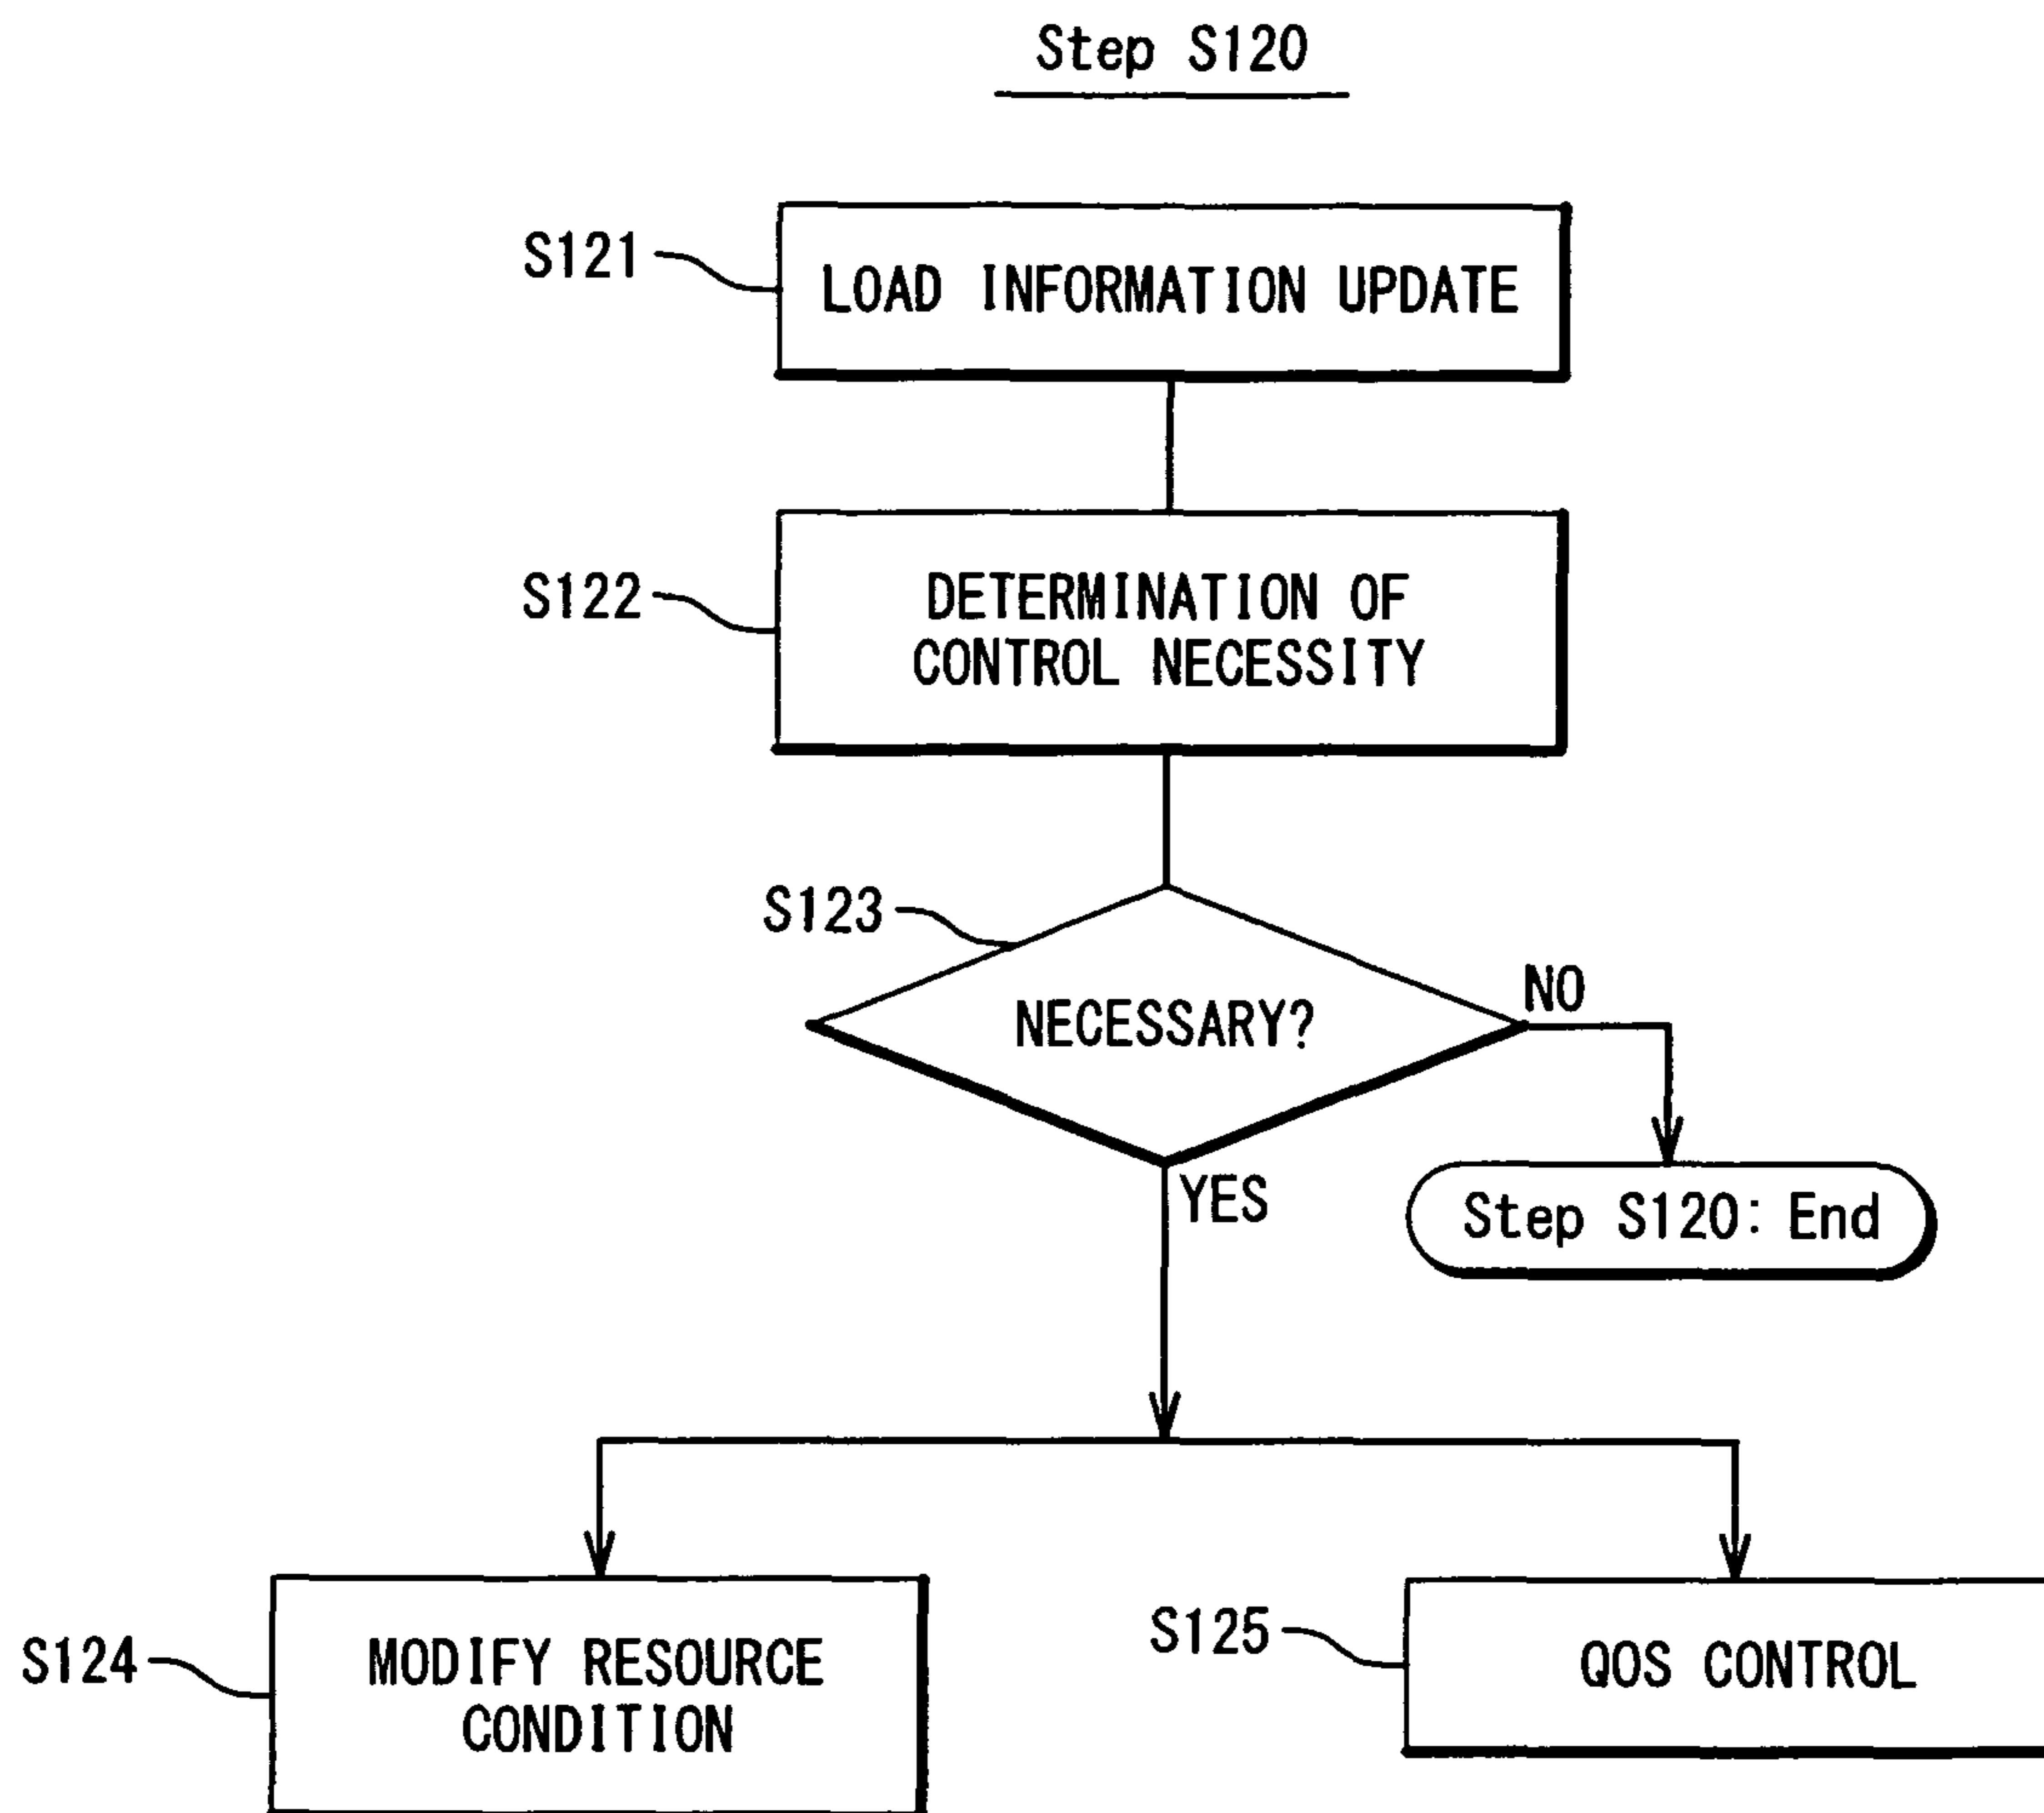 Step S120
S121
LOAD INFORMATION UPDATE
S122
DETERMINATION OF
CONTROL NECESSITY
S123
NECESSARY?
NO
YES
Step S120: End
S124
MODIFY RESOURCE
CONDITION
S125
QOS CONTROL